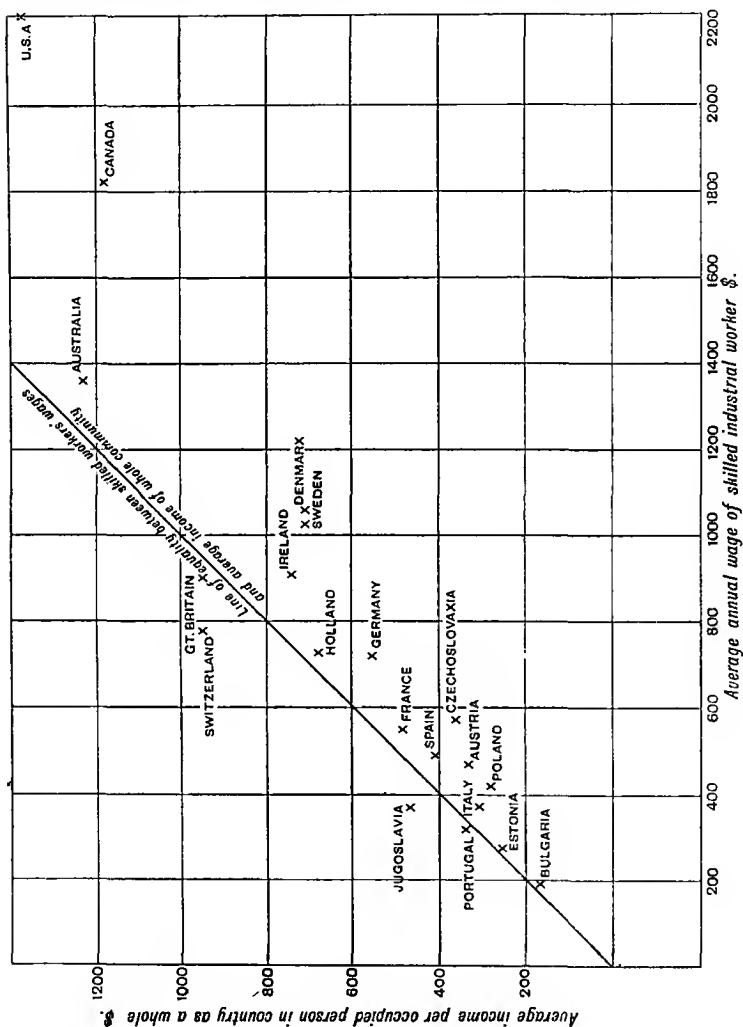 Average income per occupied person in country as a whole $.
1200
1000
800
600
400
200
U.S.A
CANADA
AUSTRALIA
Line of equality between skilled workers' wages
and average income of whole community
GT. BRITAIN
SWITZERLAND
IRELAND
DENMARX
SWEDEN
HOLLAND
GERMANY
FRANCE
SPAIN
CZECHOSLOVAXIA
JUGOSLAVIA
AUSTRIA
ITALY
POLAND
PORTUGAL
ESTONIA
BULGARIA
200
400
600
800
1000
1200
1400
1600
1800
2000
2200
Average annual wage of skilled industrial worker $.